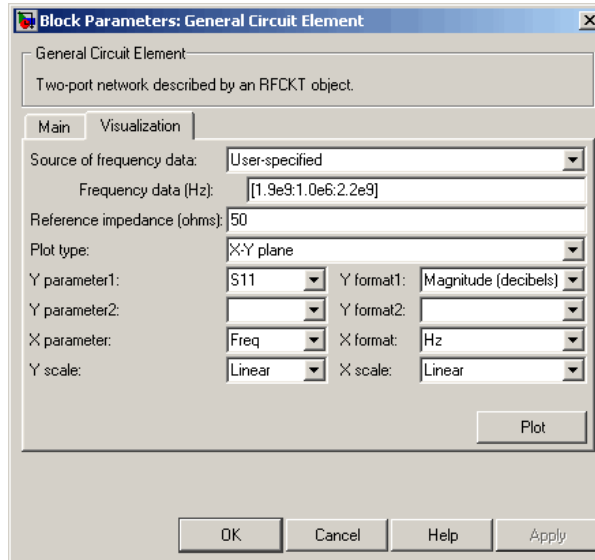 Block Parameters: General Circuit Element
General Circuit Element
Two-port network described by an RFCKT object.
Main Visualization
Source of frequency data: User-specified
Frequency data (Hz): [1.9e9:1.0e6:2.2e9]
Reference impedance (ohms): 50
Plot type: X-Y plane
Y parameter1: S11 Y format1: Magnitude (decibels)
Y parameter2: Y format2:
X parameter: Freq X format: Hz
Y scale: Linear X scale: Linear
Plot
OK Cancel Help Apply